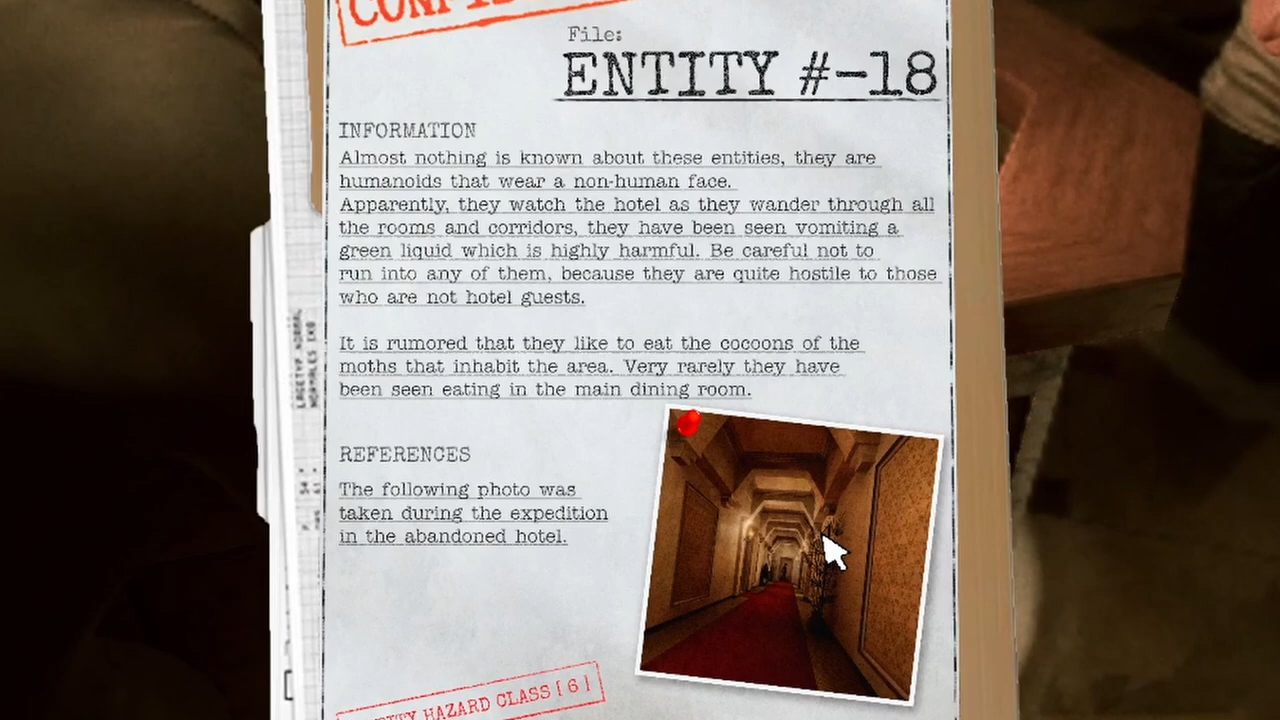 File:
ENTITY #-18
INFORMATION
Almost nothing is known about these entities, they are
humanoids that wear a non-human face.
Apparently, they watch the hotel as they wander through all
the rooms and corridors, they have been seen vomiting a
green liquid which is highly harmful. Be careful not to
run into any of them, because they are quite hostile to those
who are not hotel guests.
It is rumored that they like to eat the cocoons of the
moths that inhabit the area. Very rarely they have
been seen eating in the main dining room.
REFERENCES
The following photo was
taken during the expedition
in the abandoned hotel.
HAZARD CLASS [ 6 ]